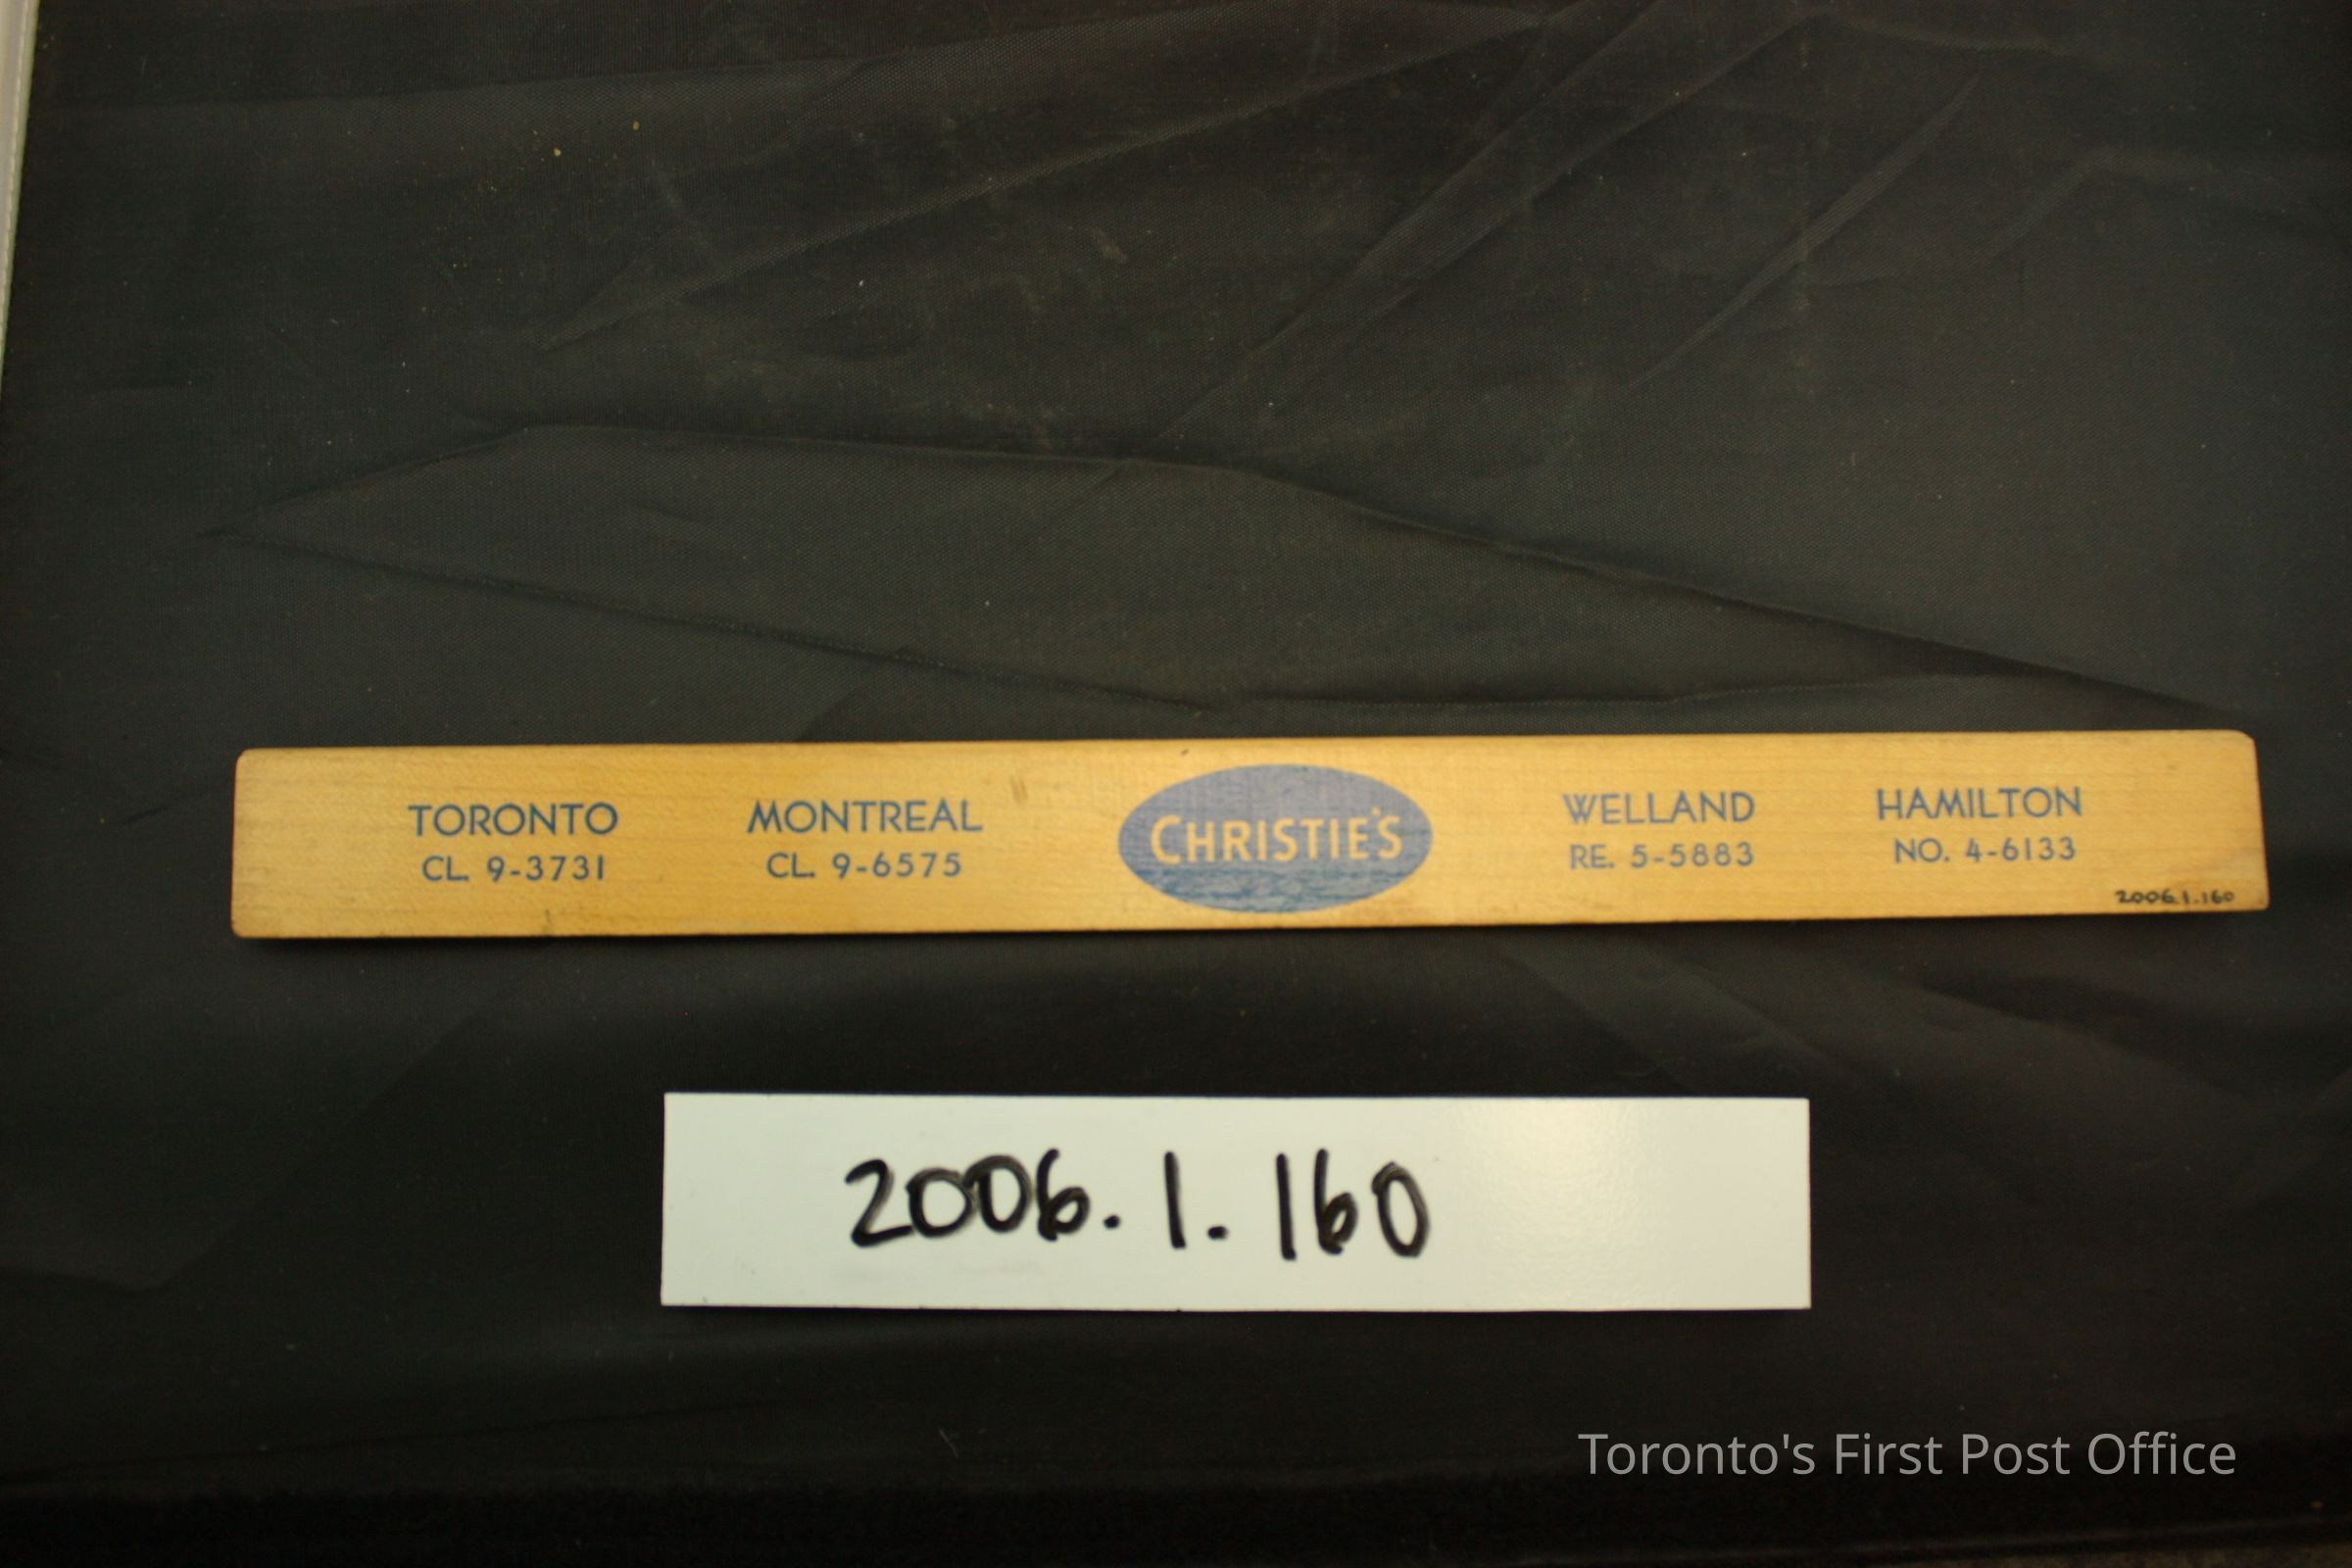 TORONTO
CL. 9-3731
MONTREAL
CL. 9-6575
CHRISTIE'S
WELLAND
RE. 5-5883
HAMILTON
NO. 4-6133
2006.1.160
2006.1.160
Toronto's First Post Office